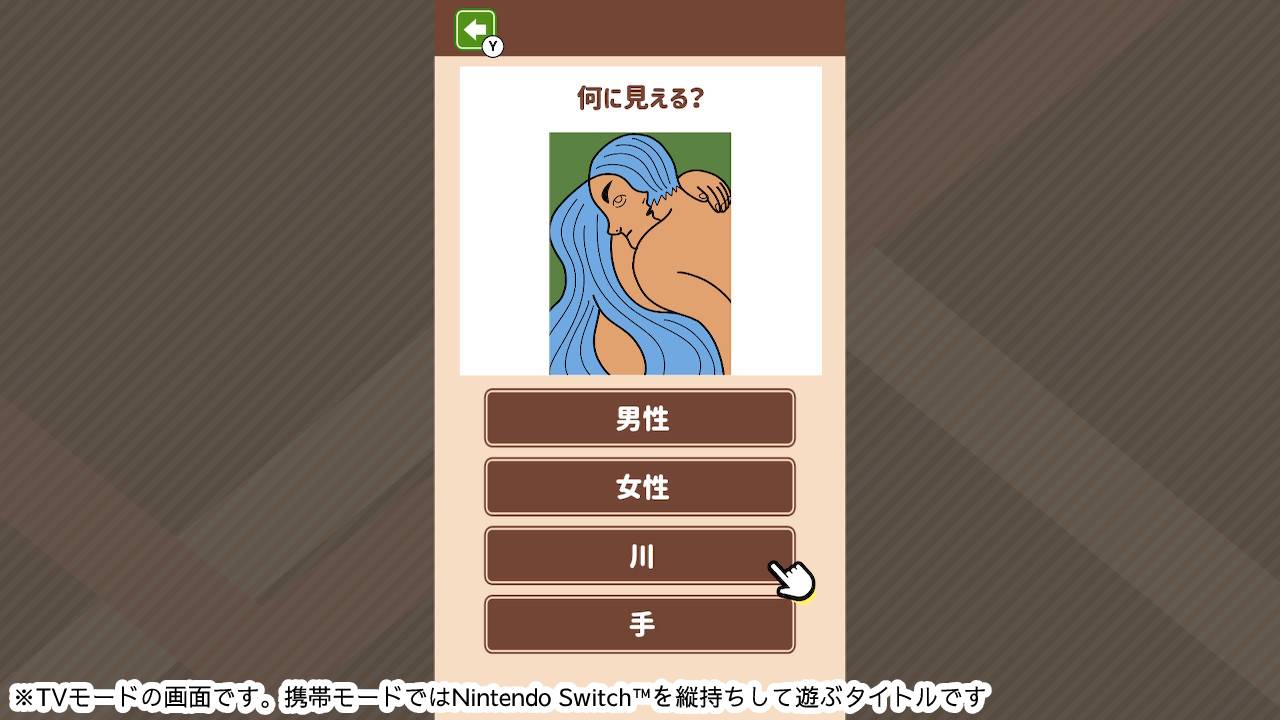 Y
何に見える？
男性
女性
川
手
※TVモードの画面です。携帯モードではNintendo Switch™を縦持ちして遊ぶタイトルです